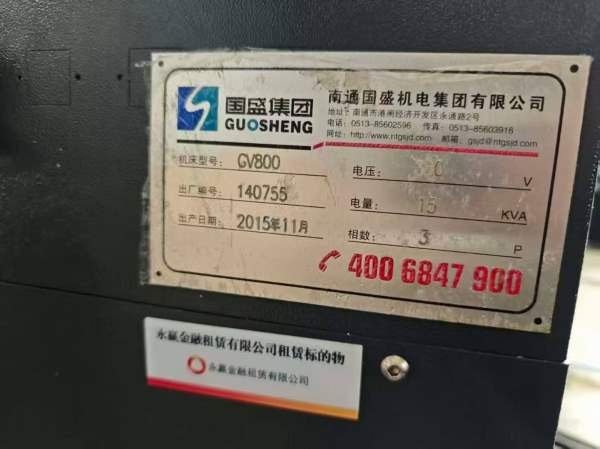 国盛集团
GUOSHENG
南通国盛机电集团有限公司
地址：南通市港闸经济开发区永通路2号
电话：0513-85602596 传真：0513-85603916
网址：http://www.ntgsjd.com 邮箱：gsjd@ntgsjd.com
机床型号：GV800
电压： V
出厂编号：140755
电量：15 KVA
出产日期：2015年11月
相数：3 P
400 6847 900
永赢金融租赁有限公司租赁标的物
永赢金融租赁有限公司